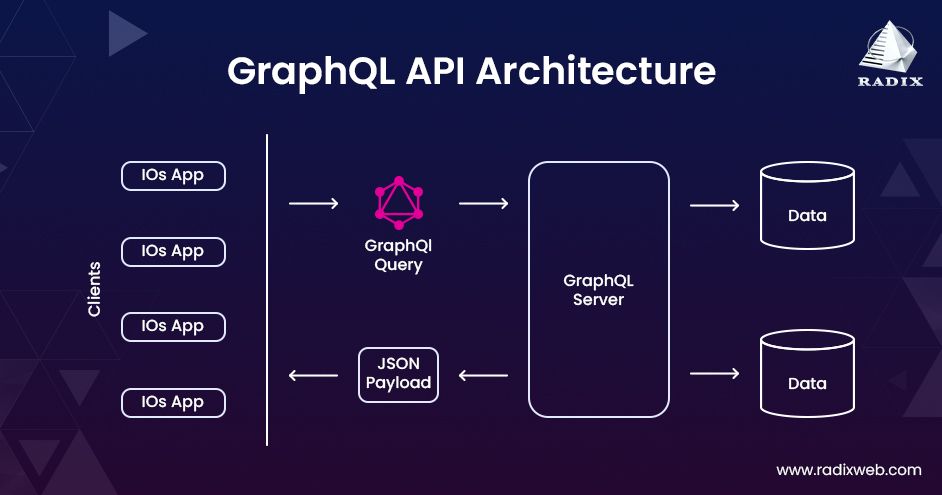 GraphQL API Architecture
RADIX
Clients
IOs App
IOs App
IOs App
IOs App
GraphQl
Query
JSON
Payload
GraphQL
Server
Data
Data
www.radixweb.com